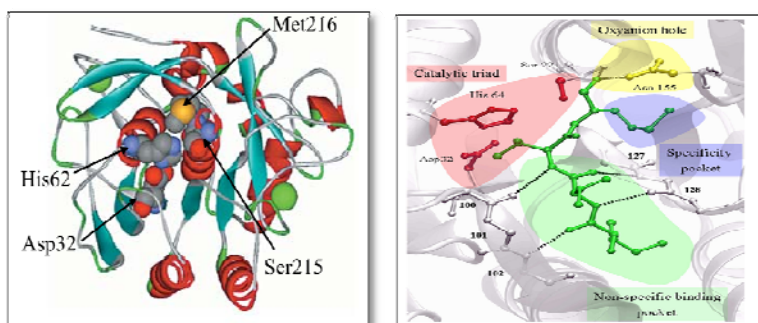 Met216
His62
Asp32
Ser215
Oxyanion hole
Catalytic triad
Asn 155
His 64
Asp32
127
Specificity
pocket
128
100
101
102
Non-specific binding
pocket